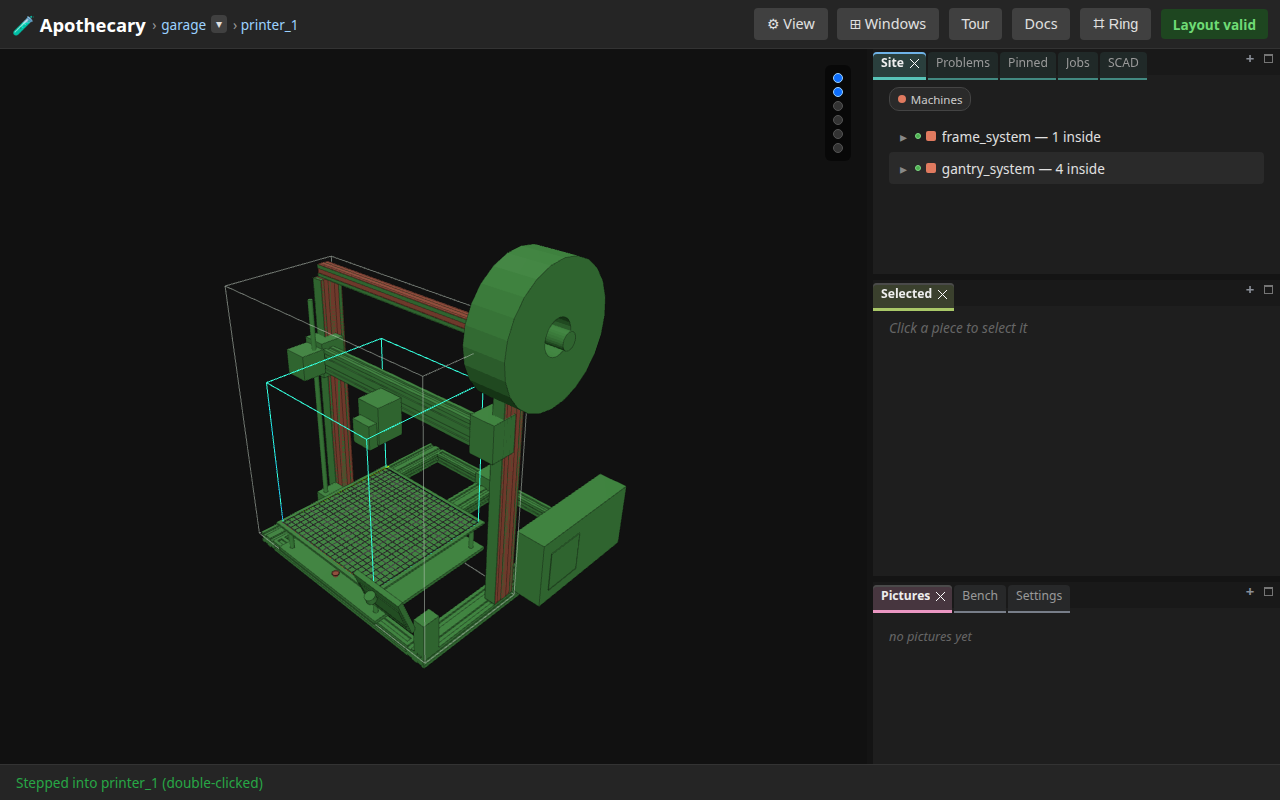 Apothecary › garage ▾ › printer_1
⚙ View
⊞ Windows
Tour
Docs
⌗ Ring
Layout valid
Site
Problems
Pinned
Jobs
SCAD
Machines
▸ frame_system — 1 inside
▸ gantry_system — 4 inside
Selected
Click a piece to select it
Pictures
Bench
Settings
no pictures yet
Stepped into printer_1 (double-clicked)